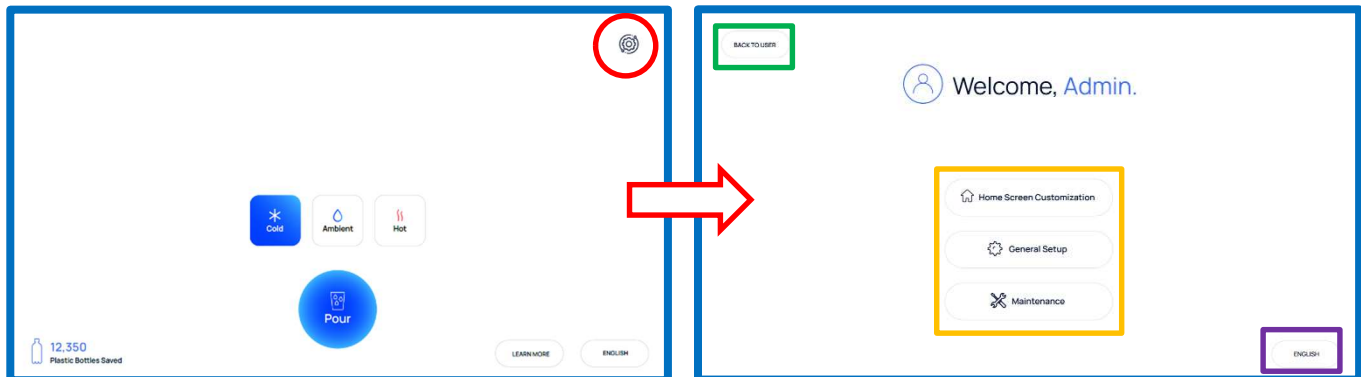 Cold
Ambient
Hot
Pour
12,350
Plastic Bottles Saved
LEARN MORE
ENGLISH
BACK TO USER
Welcome, Admin.
Home Screen Customization
General Setup
Maintenance
ENGLISH